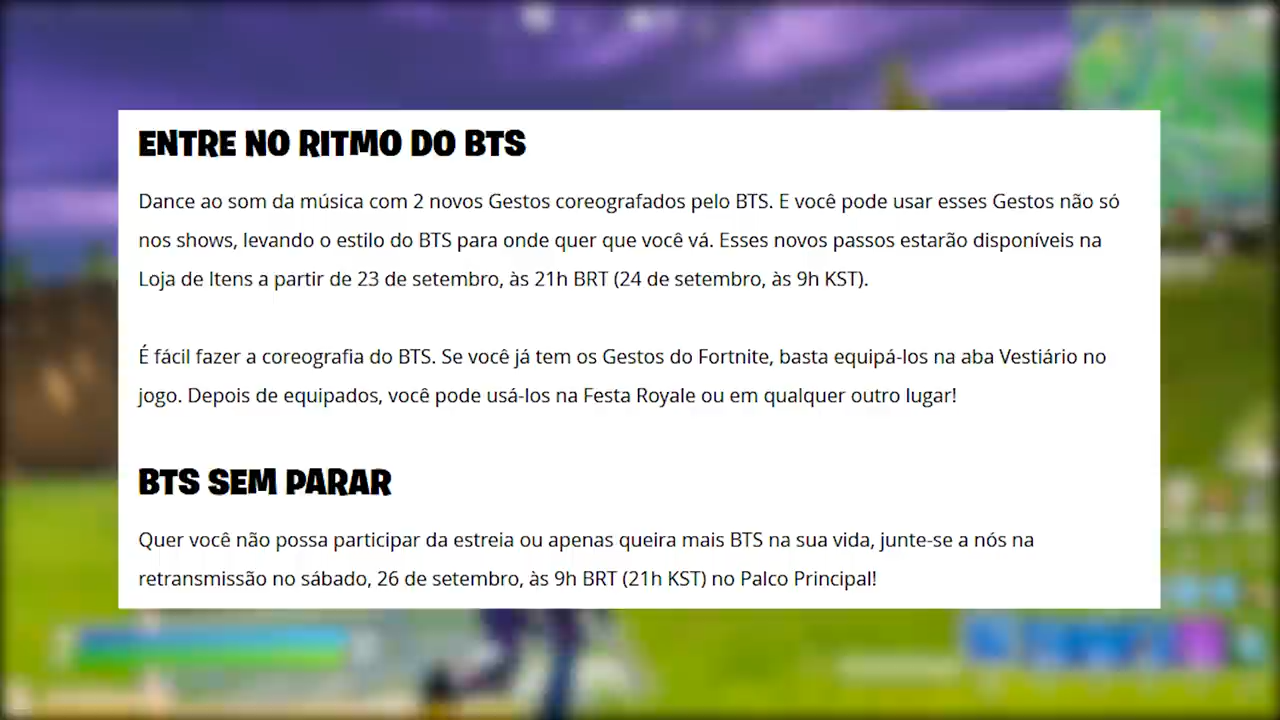 ENTRE NO RITMO DO BTS
Dance ao som da música com 2 novos Gestos coreografados pelo BTS. E você pode usar esses Gestos não só
nos shows, levando o estilo do BTS para onde quer que você vá. Esses novos passos estarão disponíveis na
Loja de Itens a partir de 23 de setembro, às 21h BRT (24 de setembro, às 9h KST).
É fácil fazer a coreografia do BTS. Se você já tem os Gestos do Fortnite, basta equipá-los na aba Vestiário no
jogo. Depois de equipados, você pode usá-los na Festa Royale ou em qualquer outro lugar!
BTS SEM PARAR
Quer você não possa participar da estreia ou apenas queira mais BTS na sua vida, junte-se a nós na
retransmissão no sábado, 26 de setembro, às 9h BRT (21h KST) no Palco Principal!